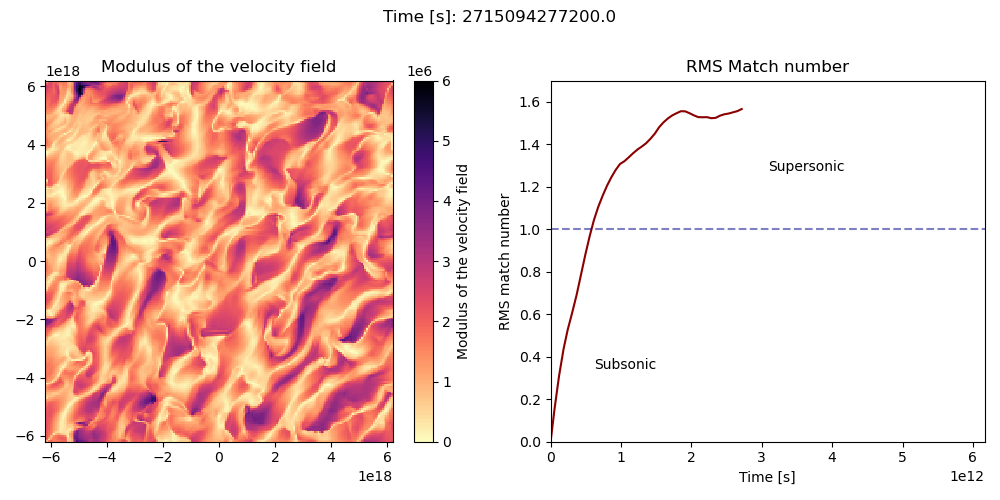 Time [s]: 2715094277200.0
Modulus of the velocity field
1e18
6
4
2
0
−2
−4
−6
−6 −4 −2 0 2 4 6
1e18
1e6
6
5
4
3
2
1
0
Modulus of the velocity field
RMS Match number
RMS match number
1.6
1.4
1.2
1.0
0.8
0.6
0.4
0.2
0.0
Supersonic
Subsonic
0 1 2 3 4 5 6
Time [s]
1e12